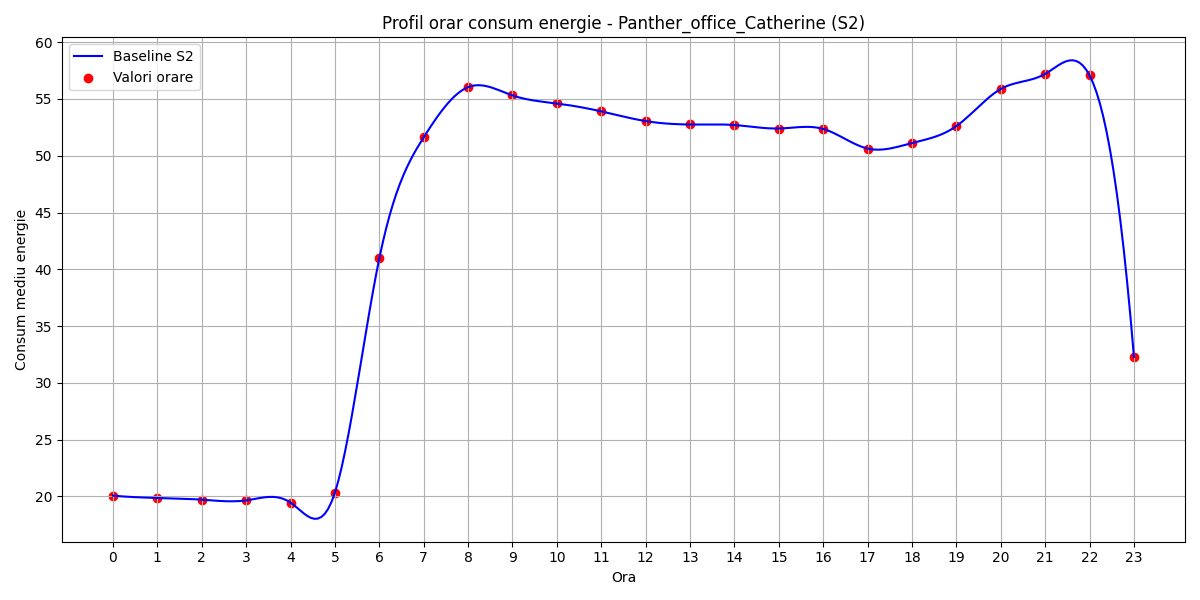 Profil orar consum energie - Panther_office_Catherine (S2)
Baseline S2
Valori orare
60
55
50
45
40
35
30
25
20
Consum mediu energie
0 1 2 3 4 5 6 7 8 9 10 11 12 13 14 15 16 17 18 19 20 21 22 23
Ora